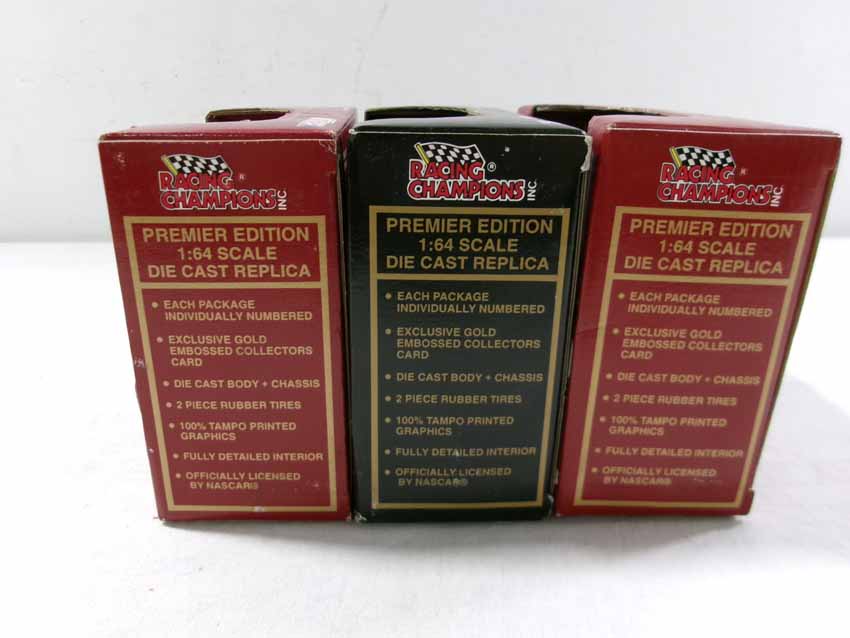 RACING ®
CHAMPIONS INC.
PREMIER EDITION
1:64 SCALE
DIE CAST REPLICA
• EACH PACKAGE
INDIVIDUALLY NUMBERED
• EXCLUSIVE GOLD
EMBOSSED COLLECTORS
CARD
• DIE CAST BODY + CHASSIS
• 2 PIECE RUBBER TIRES
• 100% TAMPO PRINTED
GRAPHICS
• FULLY DETAILED INTERIOR
• OFFICIALLY LICENSED
BY NASCAR®
RACING ®
CHAMPIONS INC.
PREMIER EDITION
1:64 SCALE
DIE CAST REPLICA
• EACH PACKAGE
INDIVIDUALLY NUMBERED
• EXCLUSIVE GOLD
EMBOSSED COLLECTORS
CARD
• DIE CAST BODY + CHASSIS
• 2 PIECE RUBBER TIRES
• 100% TAMPO PRINTED
GRAPHICS
• FULLY DETAILED INTERIOR
• OFFICIALLY LICENSED
BY NASCAR®
RACING ®
CHAMPIONS INC.
PREMIER EDITION
1:64 SCALE
DIE CAST REPLICA
• EACH PACKAGE
INDIVIDUALLY NUMBERED
• EXCLUSIVE GOLD
EMBOSSED COLLECTORS
CARD
• DIE CAST BODY + CHASSIS
• 2 PIECE RUBBER TIRES
• 100% TAMPO PRINTED
GRAPHICS
• FULLY DETAILED INTERIOR
• OFFICIALLY LICENSED
BY NASCAR®